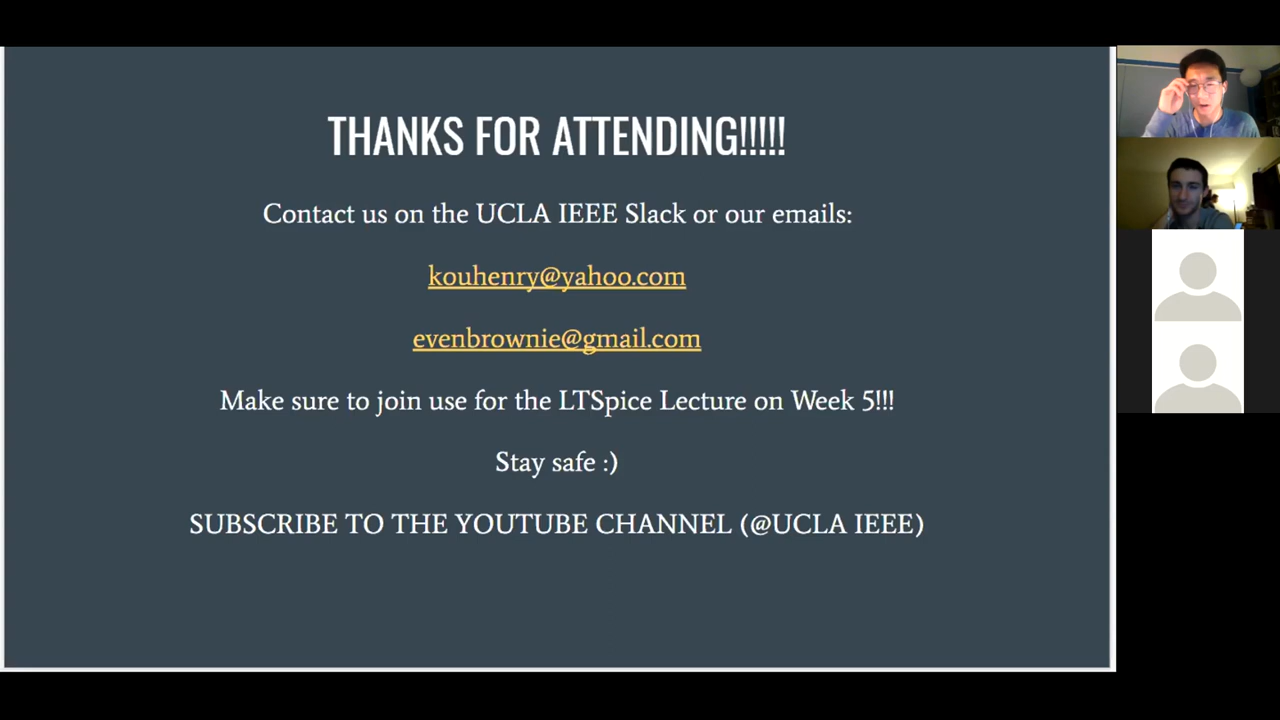 THANKS FOR ATTENDING!!!!!
Contact us on the UCLA IEEE Slack or our emails:
kouhenry@yahoo.com
evenbrownie@gmail.com
Make sure to join use for the LTSpice Lecture on Week 5!!!
Stay safe :)
SUBSCRIBE TO THE YOUTUBE CHANNEL (@UCLA IEEE)